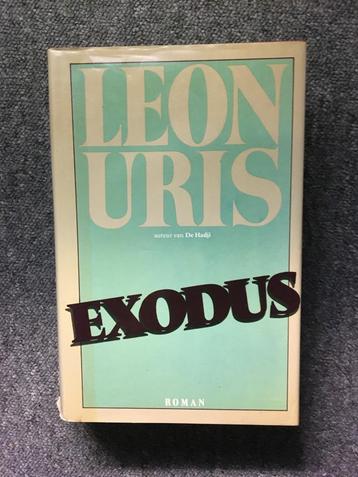 LEON
URIS
auteur van De Hadji
EXODUS
ROMAN